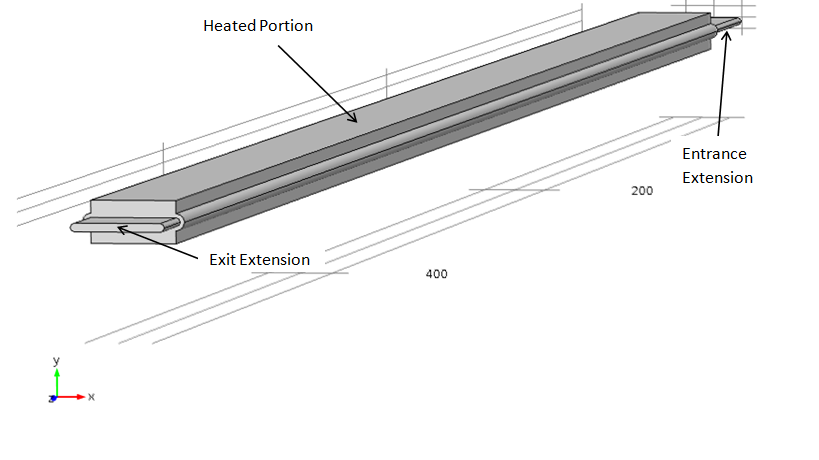 Heated Portion
Entrance
Extension
200
Exit Extension
400
y
z
x